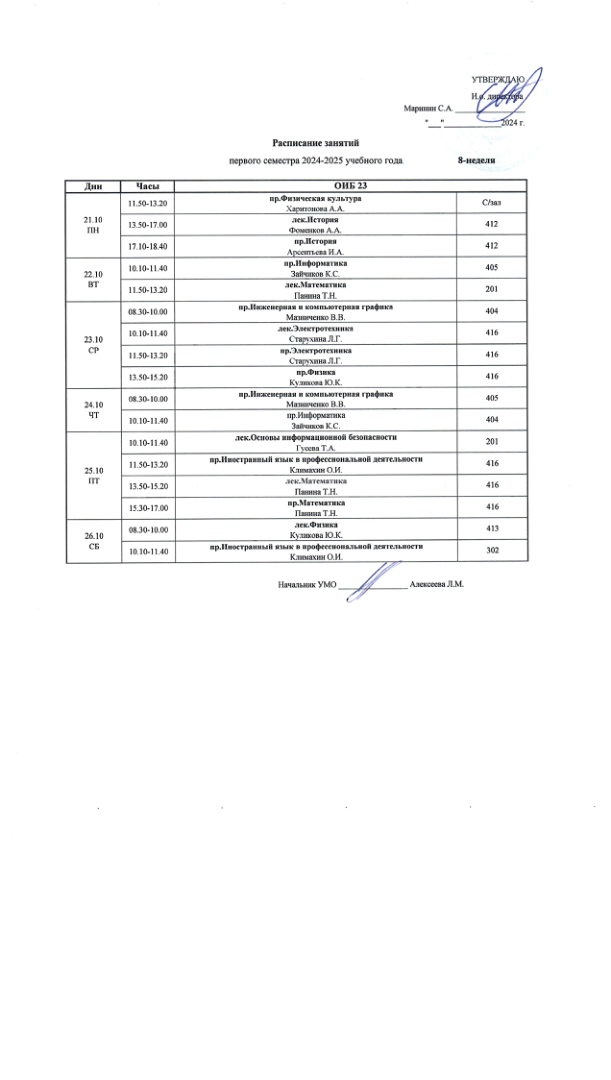 УТВЕРЖДАЮ
И.о. директора
Маринин С.А. ________________
"___"______________2024 г.
Расписание занятий
первого семестра 2024-2025 учебного года 8-неделя
Дни Часы ОИБ 23
21.10 ПН
11.50-13.20 пр.Физическая культура С/зал
Харитонова А.А.
13.50-17.00 лек.История 412
Фоменков А.А.
17.10-18.40 пр.История 412
Арсентьева И.А.
22.10 ВТ
10.10-11.40 пр.Информатика 405
Зайчиков К.С.
11.50-13.20 лек.Математика 201
Панина Т.Н.
23.10 СР
08.30-10.00 пр.Инженерная и компьютерная графика 404
Мазниченко В.В.
10.10-11.40 лек.Электротехника 416
Старухина Л.Г.
11.50-13.20 пр.Электротехника 416
Старухина Л.Г.
13.50-15.20 пр.Физика 416
Куликова Ю.К.
24.10 ЧТ
08.30-10.00 пр.Инженерная и компьютерная графика 405
Мазниченко В.В.
10.10-11.40 пр.Информатика 404
Зайчиков К.С.
25.10 ПТ
10.10-11.40 лек.Основы информационной безопасности 201
Гусева Т.А.
11.50-13.20 пр.Иностранный язык в профессиональной деятельности 416
Климахин О.И.
13.50-15.20 лек.Математика 416
Панина Т.Н.
15.30-17.00 пр.Математика 416
Панина Т.Н.
26.10 СБ
08.30-10.00 лек.Физика 413
Куликова Ю.К.
10.10-11.40 пр.Иностранный язык в профессиональной деятельности 302
Климахин О.И.
Начальник УМО ________________ Алексеева Л.М.